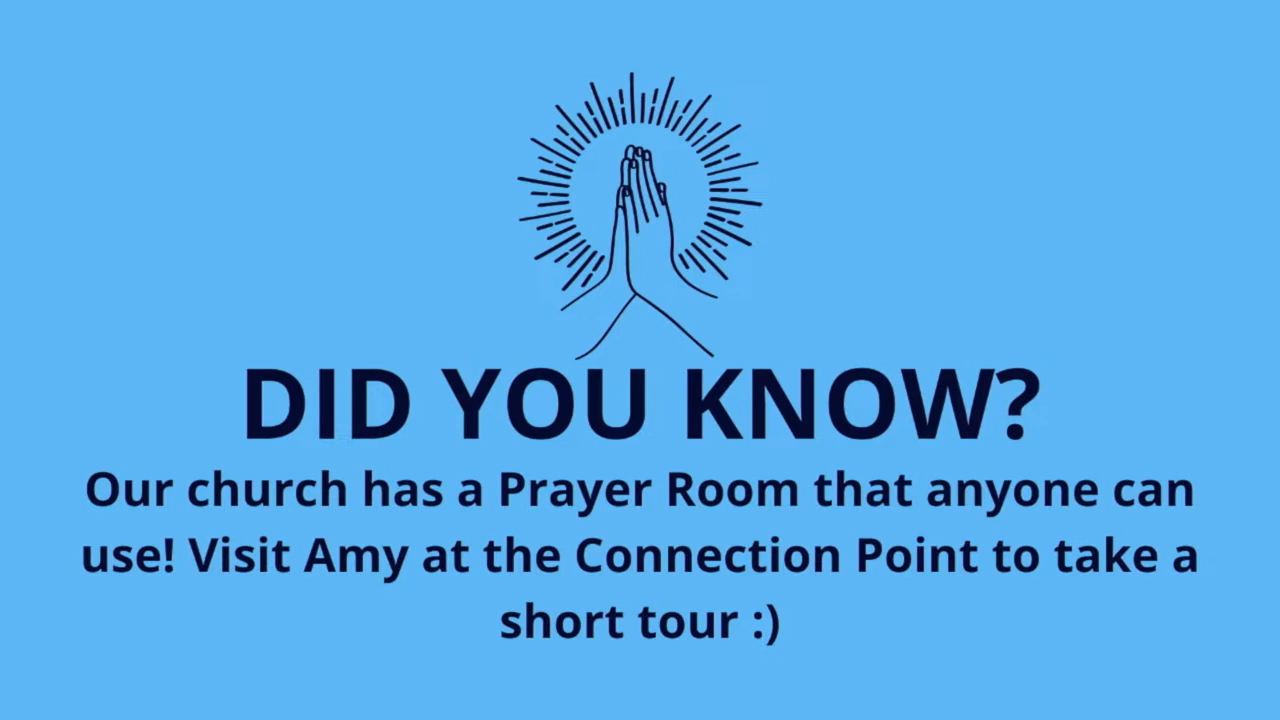 DID YOU KNOW?
Our church has a Prayer Room that anyone can
use! Visit Amy at the Connection Point to take a
short tour :)